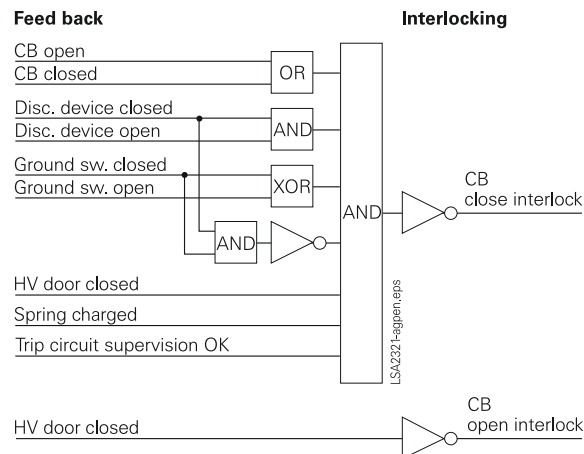 Feed back
Interlocking
CB open
CB closed
OR
Disc. device closed
Disc. device open
AND
Ground sw. closed
Ground sw. open
XOR
AND
AND
CB
close interlock
HV door closed
Spring charged
Trip circuit supervision OK
LSA2321-agpen.eps
HV door closed
CB
open interlock